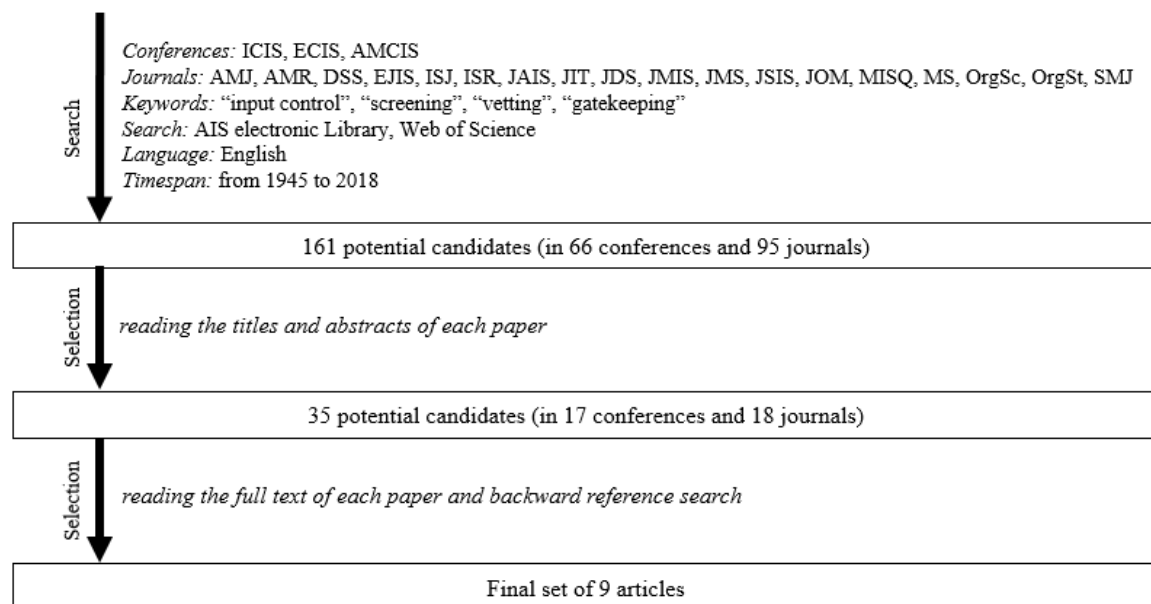 Search
Conferences: ICIS, ECIS, AMCIS
Journals: AMJ, AMR, DSS, EJIS, ISJ, ISR, JAIS, JIT, JDS, JMIS, JMS, JSIS, JOM, MISQ, MS, OrgSc, OrgSt, SMJ
Keywords: “input control”, “screening”, “vetting”, “gatekeeping”
Search: AIS electronic Library, Web of Science
Language: English
Timespan: from 1945 to 2018
161 potential candidates (in 66 conferences and 95 journals)
Selection
reading the titles and abstracts of each paper
35 potential candidates (in 17 conferences and 18 journals)
Selection
reading the full text of each paper and backward reference search
Final set of 9 articles